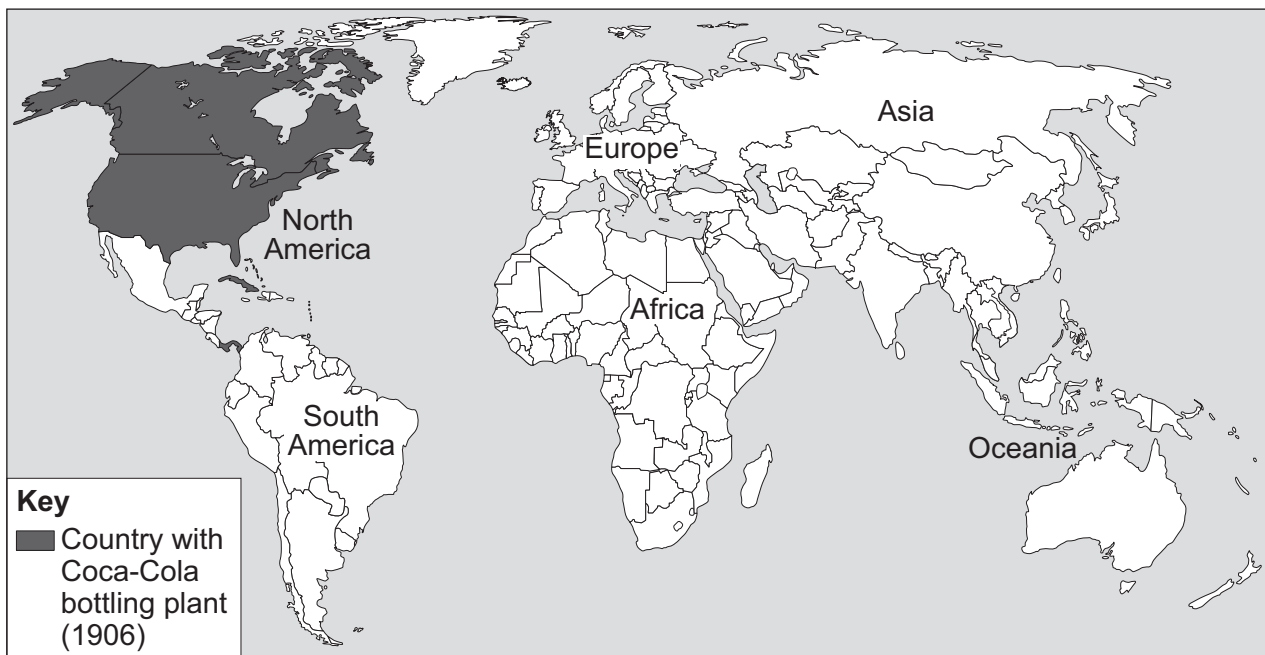 Asia
Europe
North
America
Africa
South
America
Oceania
Key
Country with
Coca-Cola
bottling plant
(1906)